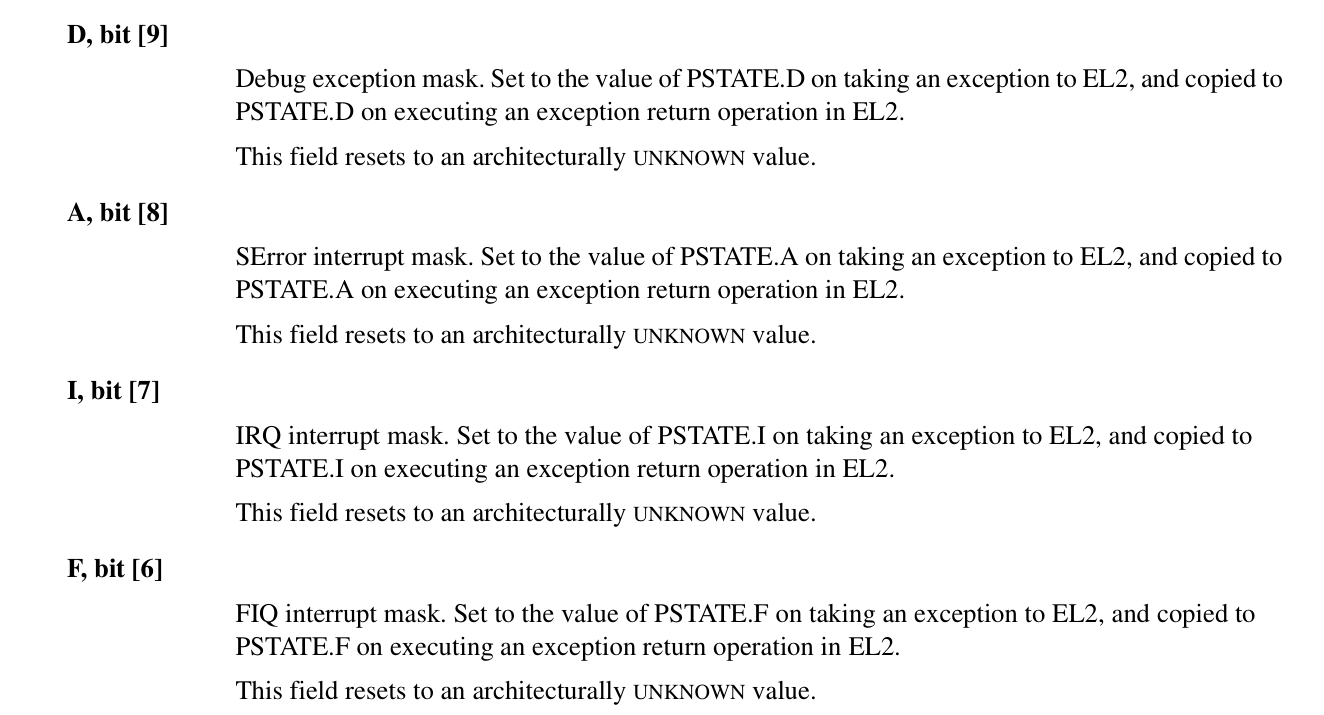 D, bit [9]
Debug exception mask. Set to the value of PSTATE.D on taking an exception to EL2, and copied to
PSTATE.D on executing an exception return operation in EL2.
This field resets to an architecturally UNKNOWN value.
A, bit [8]
SError interrupt mask. Set to the value of PSTATE.A on taking an exception to EL2, and copied to
PSTATE.A on executing an exception return operation in EL2.
This field resets to an architecturally UNKNOWN value.
I, bit [7]
IRQ interrupt mask. Set to the value of PSTATE.I on taking an exception to EL2, and copied to
PSTATE.I on executing an exception return operation in EL2.
This field resets to an architecturally UNKNOWN value.
F, bit [6]
FIQ interrupt mask. Set to the value of PSTATE.F on taking an exception to EL2, and copied to
PSTATE.F on executing an exception return operation in EL2.
This field resets to an architecturally UNKNOWN value.